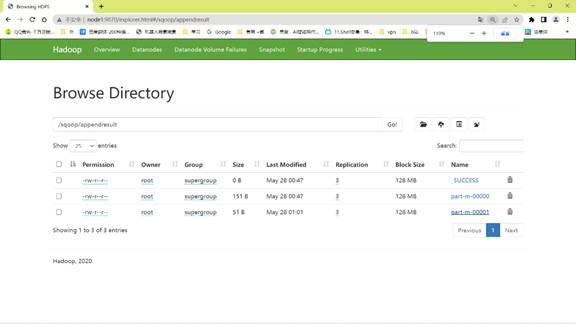 Browsing HDFS
node1:9870/explorer.html#/sqoop/appendresult
Google
vpn
110%
Hadoop Overview Datanodes Datanode Volume Failures Snapshot Startup Progress Utilities
Browse Directory
/sqoop/appendresult Go!
Show 25 entries Search:
Permission Owner Group Size Last Modified Replication Block Size Name
-rw-r--r-- root supergroup 0 B May 28 00:47 3 128 MB _SUCCESS
-rw-r--r-- root supergroup 151 B May 28 00:47 3 128 MB part-m-00000
-rw-r--r-- root supergroup 51 B May 28 01:01 3 128 MB part-m-00001
Showing 1 to 3 of 3 entries Previous 1 Next
Hadoop, 2020.